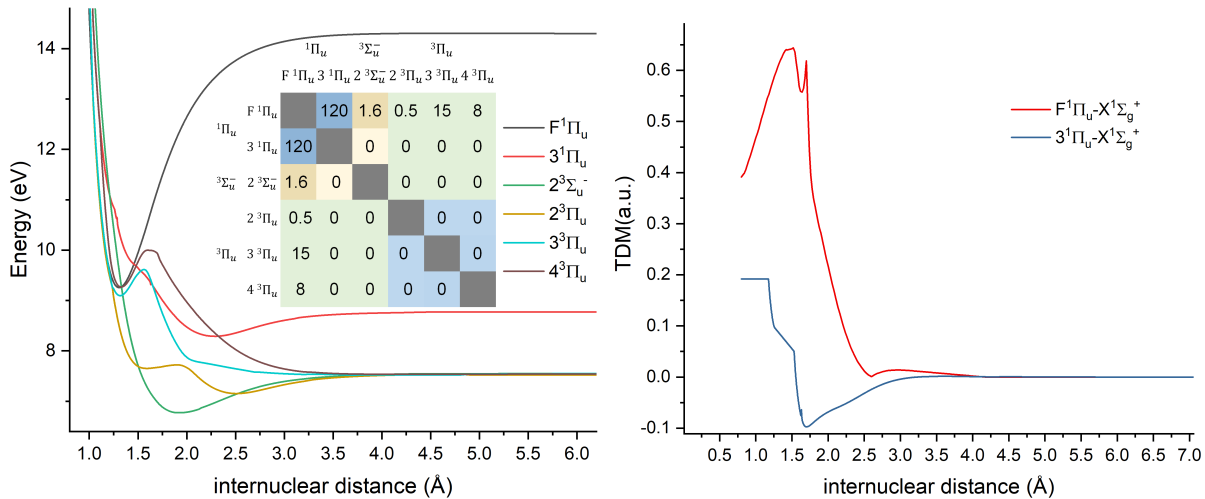 14
12
10
8
Energy (eV)
1.0 1.5 2.0 2.5 3.0 3.5 4.0 4.5 5.0 5.5 6.0
internuclear distance (Å)
¹Πᵤ ³Σᵤ⁻ ³Πᵤ
F ¹Πᵤ 3 ¹Πᵤ 2 ³Σᵤ⁻ 2 ³Πᵤ 3 ³Πᵤ 4 ³Πᵤ
¹Πᵤ
F ¹Πᵤ 120 1.6 0.5 15 8
3 ¹Πᵤ 120 0 0 0 0
³Σᵤ⁻ 2 ³Σᵤ⁻ 1.6 0 0 0 0
2 ³Πᵤ 0.5 0 0 0 0
³Πᵤ 3 ³Πᵤ 15 0 0 0 0
4 ³Πᵤ 8 0 0 0 0
F¹Πᵤ
3¹Πᵤ
2³Σᵤ⁻
2³Πᵤ
3³Πᵤ
4³Πᵤ
0.6
0.5
0.4
0.3
0.2
0.1
0.0
-0.1
TDM(a.u.)
0.5 1.0 1.5 2.0 2.5 3.0 3.5 4.0 4.5 5.0 5.5 6.0 6.5 7.0
internuclear distance (Å)
F¹Πᵤ-X¹Σg⁺
3¹Πᵤ-X¹Σg⁺